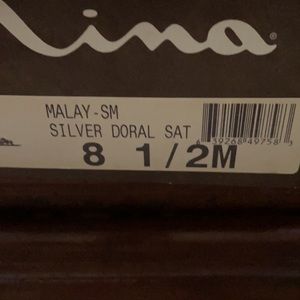 Nina®
MALAY-SM
SILVER DORAL SAT
8 1/2M